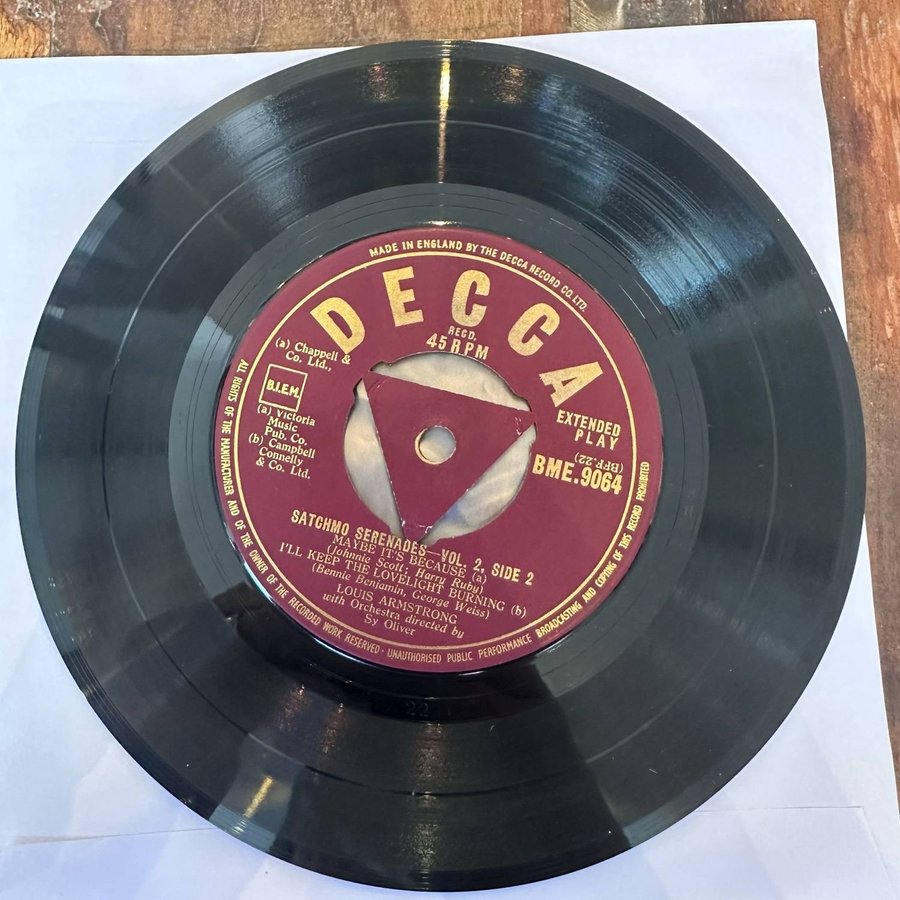 MADE IN ENGLAND BY THE DECCA RECORD CO. LTD.
DECCA
REGD.
45 RPM
(a) Chappell &
Co. Ltd.,
B.I.E.M.
(a) Victoria
Music
Pub. Co.
(b) Campbell
Connelly
& Co. Ltd.
EXTENDED
PLAY
(BFE.22)
BME.9064
SATCHMO SERENADES—VOL. 2, SIDE 2
MAYBE IT'S BECAUSE (a)
(Johnnie Scott; Harry Ruby)
I'LL KEEP THE LOVELIGHT BURNING (b)
(Bennie Benjamin, George Weiss)
LOUIS ARMSTRONG
with Orchestra directed by
Sy Oliver
ALL RIGHTS OF THE MANUFACTURER AND OF THE OWNER OF THE RECORDED WORK RESERVED · UNAUTHORISED PUBLIC PERFORMANCE BROADCASTING AND COPYING OF THIS RECORD PROHIBITED